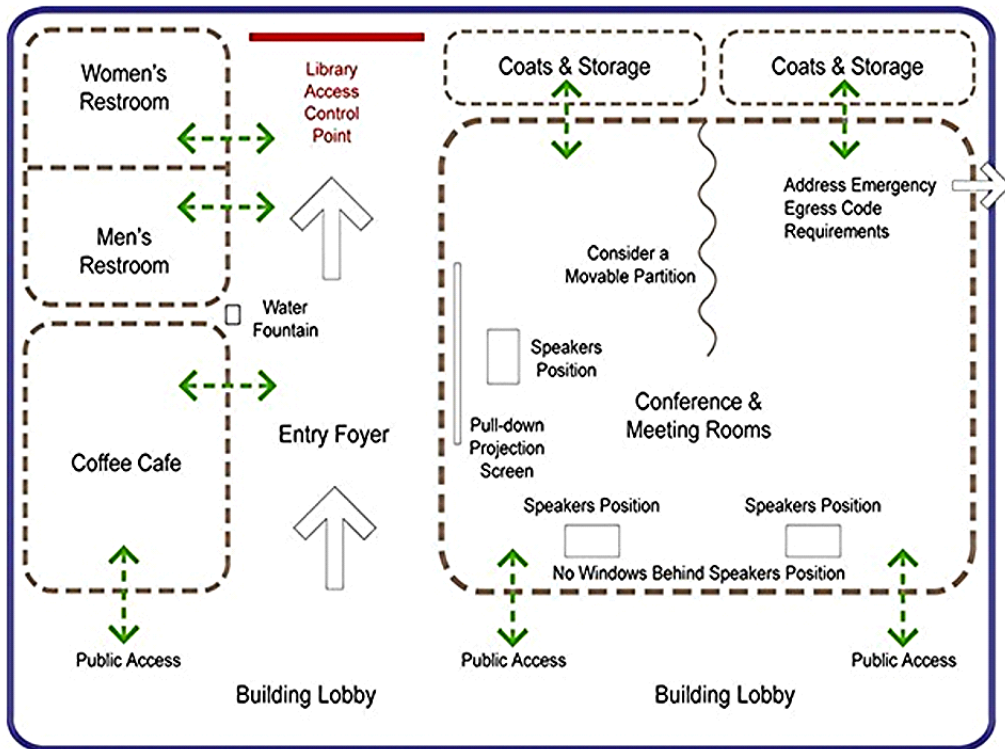 Women's
Restroom
Library
Access
Control
Point
Coats & Storage
Coats & Storage
Men's
Restroom
Address Emergency
Egress Code
Requirements
Consider a
Movable Partition
Water
Fountain
Speakers
Position
Conference &
Meeting Rooms
Entry Foyer
Pull-down
Projection
Screen
Coffee Cafe
Speakers Position
Speakers Position
No Windows Behind Speakers Position
Public Access
Public Access
Public Access
Building Lobby
Building Lobby